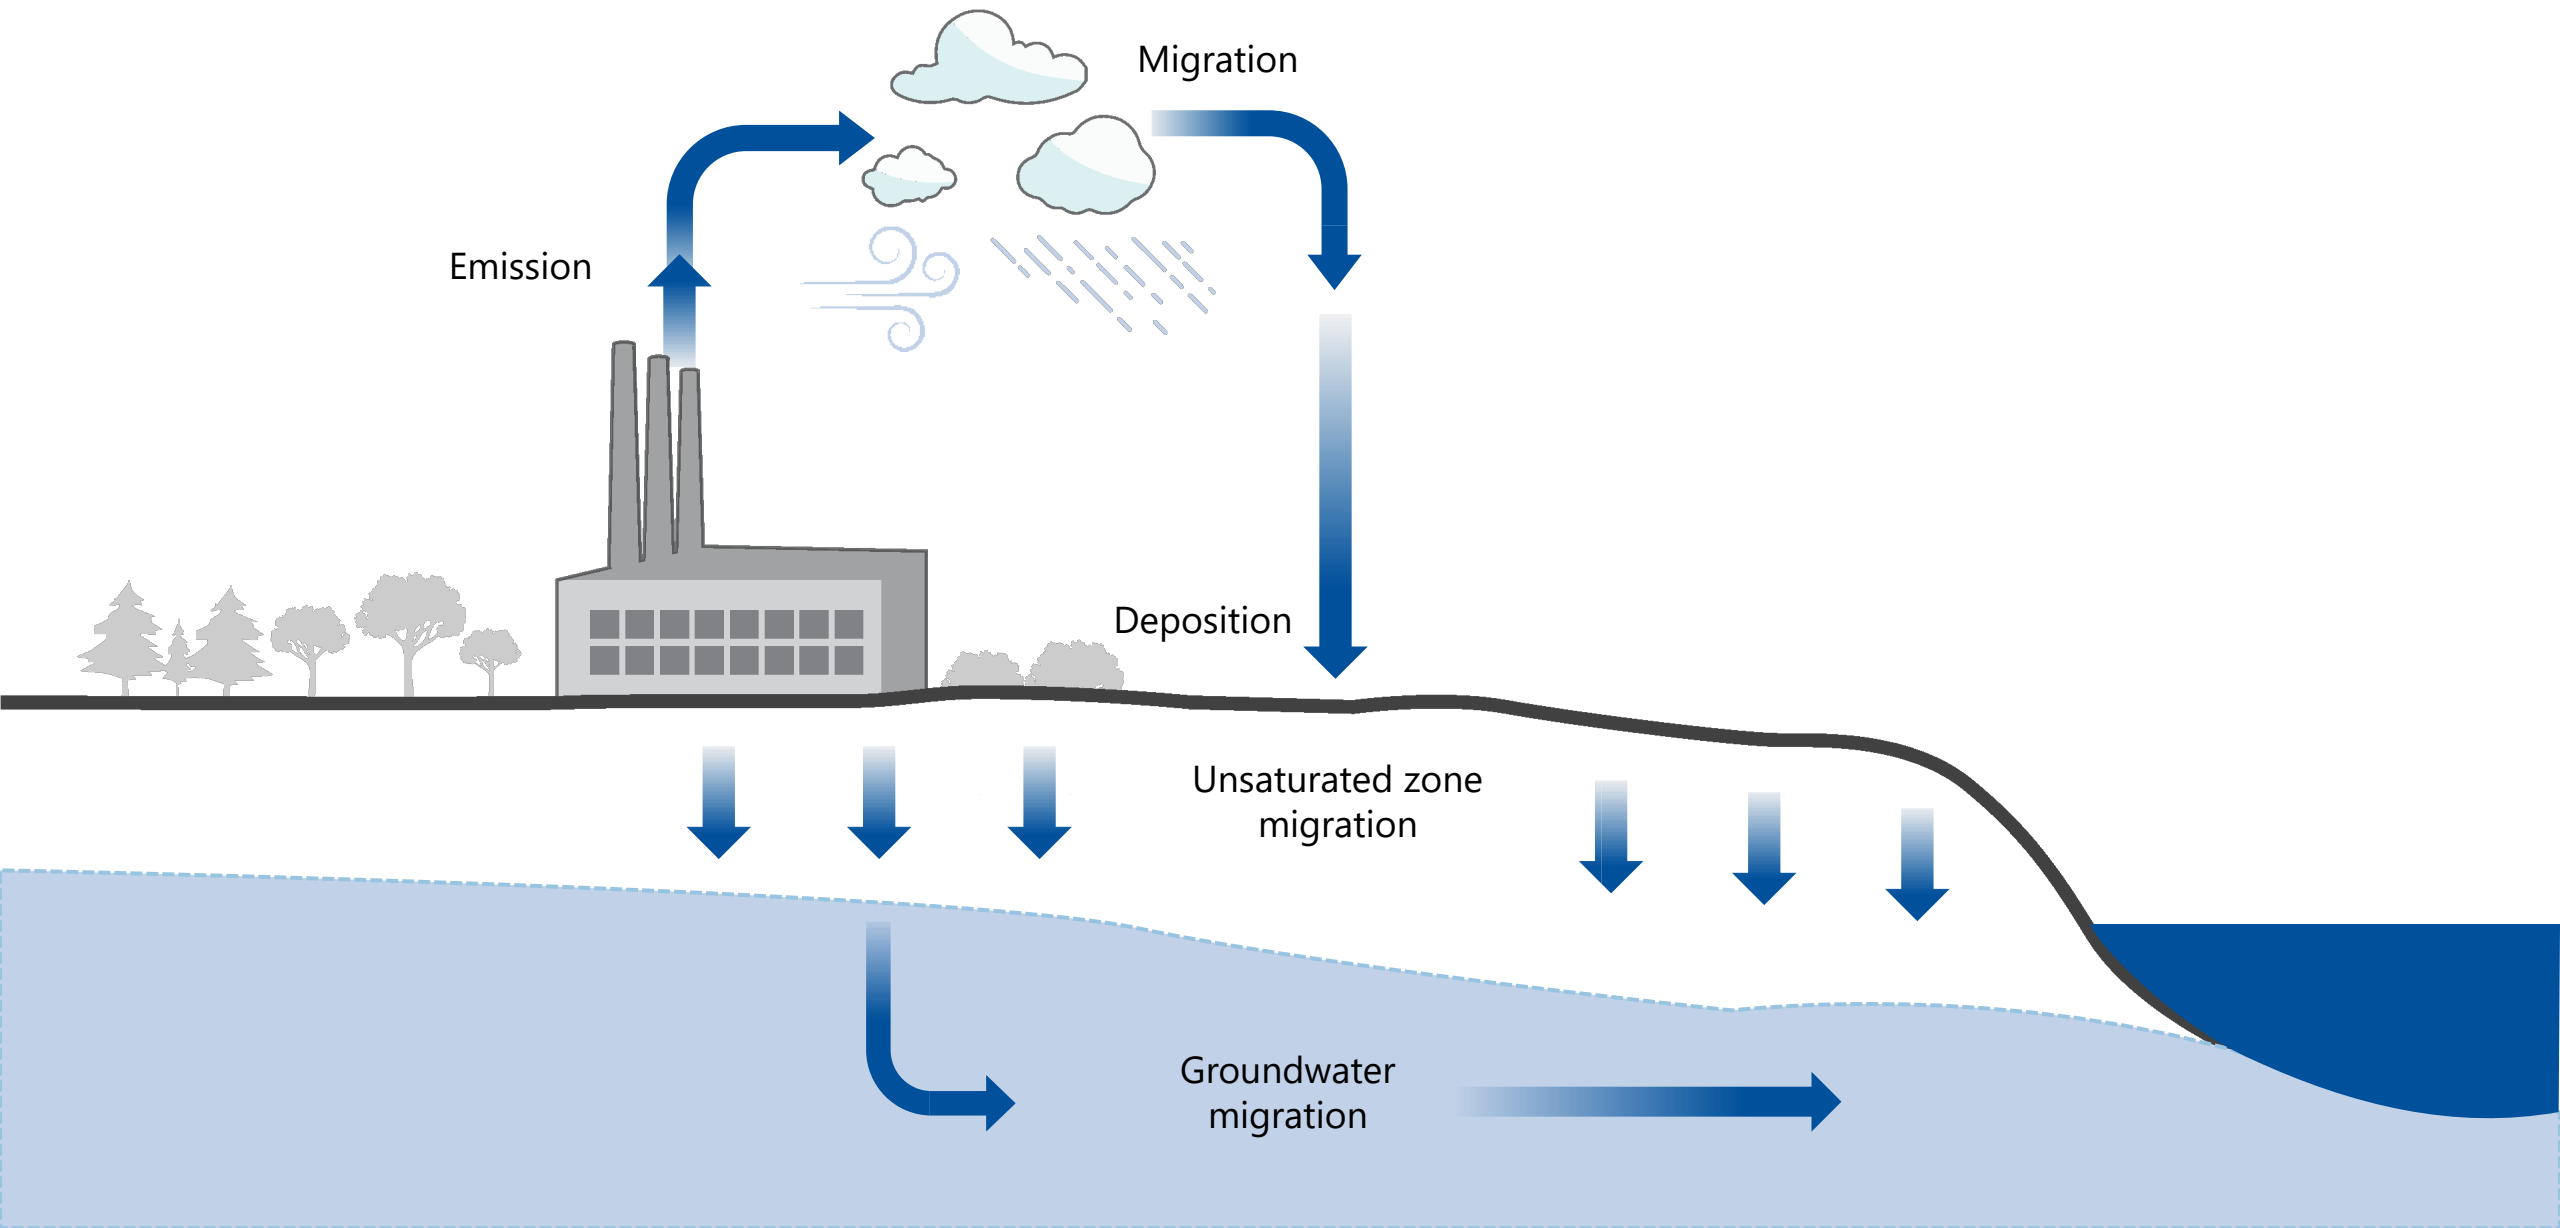 Migration
Emission
Deposition
Unsaturated zone
migration
Groundwater
migration